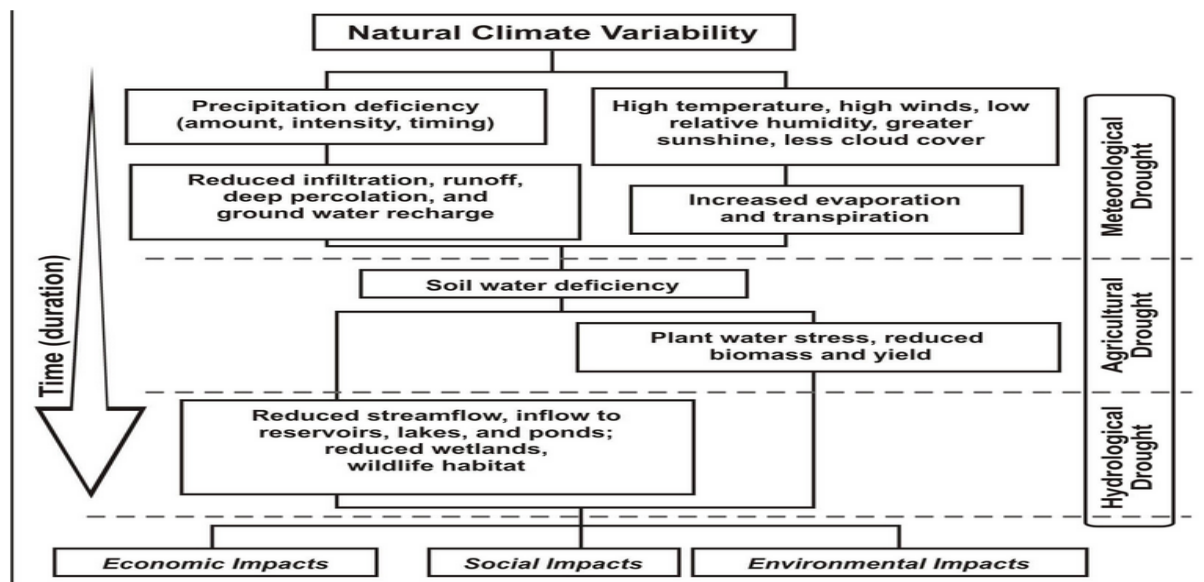 Natural Climate Variability
Precipitation deficiency
(amount, intensity, timing)
High temperature, high winds, low
relative humidity, greater
sunshine, less cloud cover
Reduced infiltration, runoff,
deep percolation, and
ground water recharge
Increased evaporation
and transpiration
Meteorological
Drought
Time (duration)
Soil water deficiency
Plant water stress, reduced
biomass and yield
Agricultural
Drought
Reduced streamflow, inflow to
reservoirs, lakes, and ponds;
reduced wetlands,
wildlife habitat
Hydrological
Drought
Economic Impacts
Social Impacts
Environmental Impacts